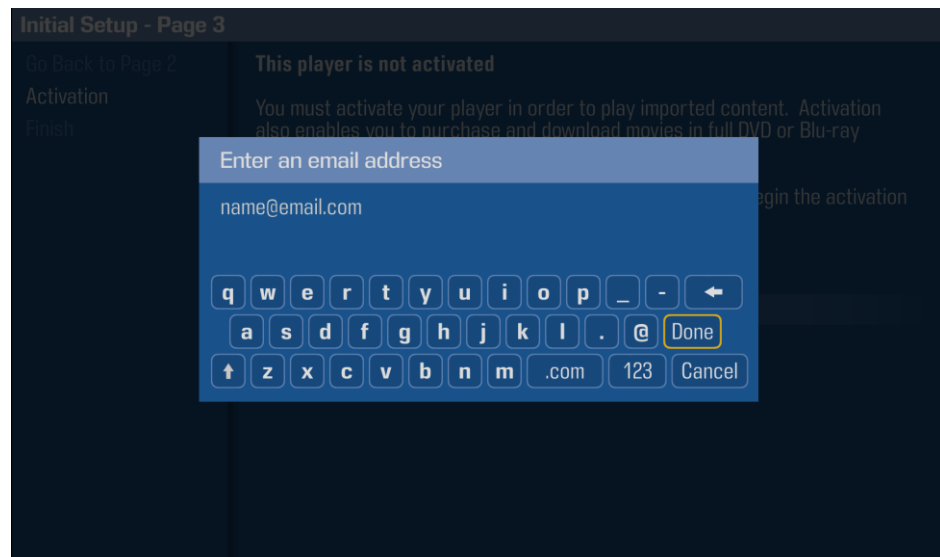 Initial Setup - Page 3
Go Back to Page 2
Activation
Finish
This player is not activated
You must activate your player in order to play imported content. Activation
also enables you to purchase and download movies in full DVD or Blu-ray
egin the activation
Enter an email address
name@email.com
q w e r t y u i o p _ - ←
a s d f g h j k l . @ Done
↑ z x c v b n m .com 123 Cancel